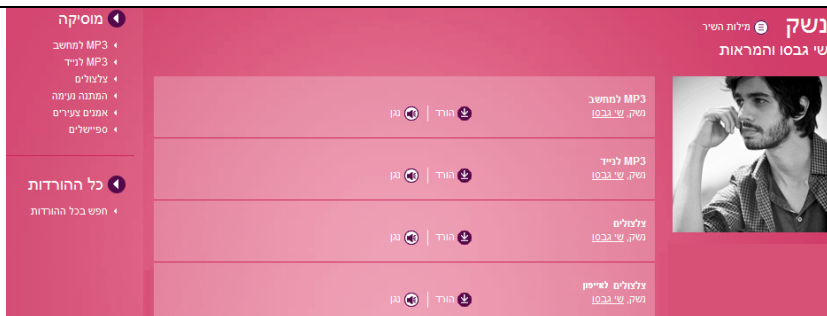 נשק
מילות השיר
שי גבסו והמראות
MP3 למחשב
נשק, שי גבסו
הורד | נגן
MP3 לנייד
נשק, שי גבסו
הורד | נגן
צלצולים
נשק, שי גבסו
הורד | נגן
צלצולים לאייפון
נשק, שי גבסו
הורד | נגן
מוסיקה
MP3 למחשב
MP3 לנייד
צלצולים
המתנה נעימה
אמנים צעירים
ספיישלים
כל ההורדות
חפש בכל ההורדות